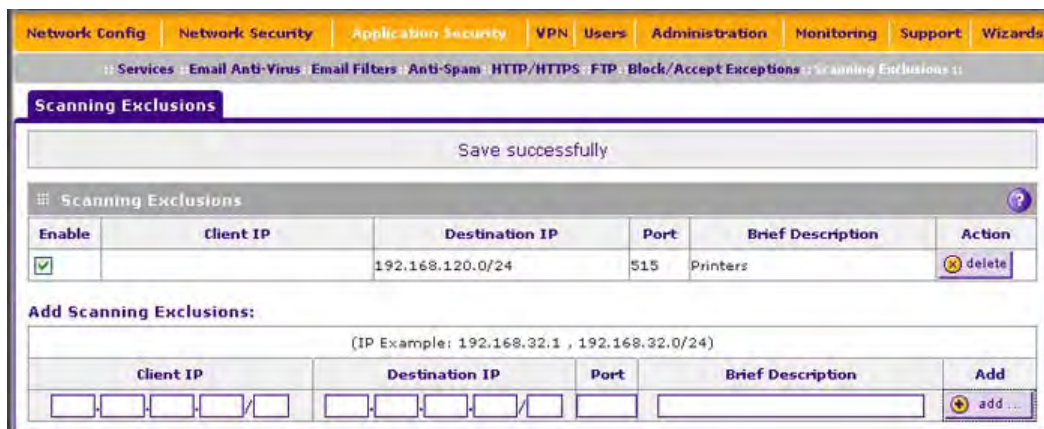 Network Config Network Security Application Security VPN Users Administration Monitoring Support Wizards
:: Services :: Email Anti-Virus :: Email Filters :: Anti-Spam :: HTTP/HTTPS :: FTP :: Block/Accept Exceptions :: Scanning Exclusions ::
Scanning Exclusions
Save successfully
Scanning Exclusions ?
Enable Client IP Destination IP Port Brief Description Action
192.168.120.0/24 515 Printers delete
Add Scanning Exclusions:
(IP Example: 192.168.32.1 , 192.168.32.0/24)
Client IP Destination IP Port Brief Description Add
. . . / . . . / add ...